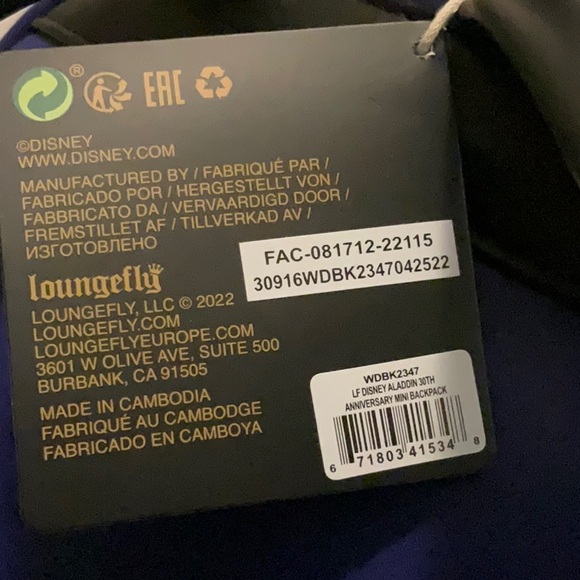 ®
EAC
©DISNEY
WWW.DISNEY.COM
MANUFACTURED BY / FABRIQUÉ PAR /
FABRICADO POR / HERGESTELLT VON /
FABBRICATO DA / VERVAARDIGD DOOR /
FREMSTILLET AF / TILLVERKAD AV /
ИЗГОТОВЛЕНО
FAC-081712-22115
30916WDBK2347042522
loungefly
LOUNGEFLY, LLC © 2022
LOUNGEFLY.COM
LOUNGEFLYEUROPE.COM
3601 W OLIVE AVE, SUITE 500
BURBANK, CA 91505
MADE IN CAMBODIA
FABRIQUÉ AU CAMBODGE
FABRICADO EN CAMBOYA
WDBK2347
LF DISNEY ALADDIN 30TH
ANNIVERSARY MINI BACKPACK
6 71803 41534 8